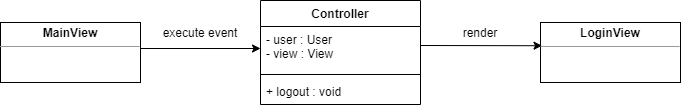 MainView
execute event
Controller
- user : User
- view : View
+ logout : void
render
LoginView